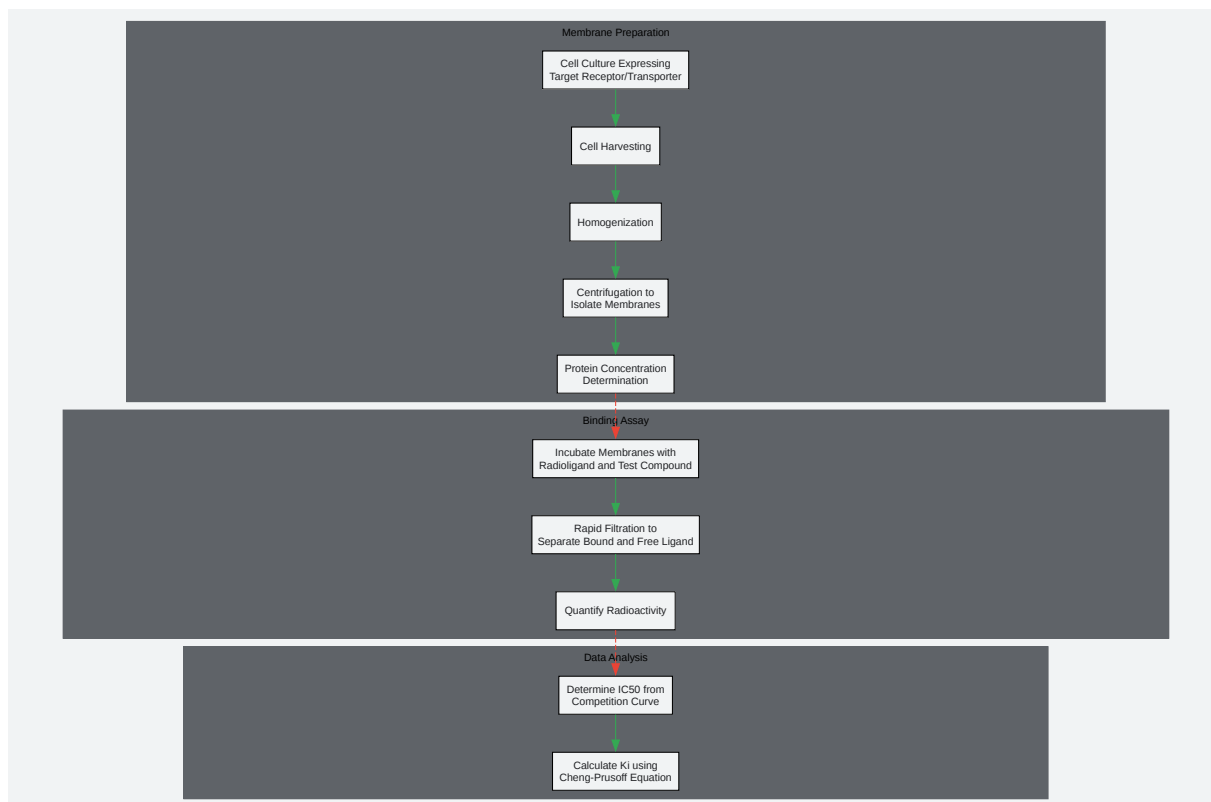 Membrane Preparation
Cell Culture Expressing
Target Receptor/Transporter
Cell Harvesting
Homogenization
Centrifugation to
Isolate Membranes
Protein Concentration
Determination
Binding Assay
Incubate Membranes with
Radioligand and Test Compound
Rapid Filtration to
Separate Bound and Free Ligand
Quantify Radioactivity
Data Analysis
Determine IC50 from
Competition Curve
Calculate Ki using
Cheng-Prusoff Equation